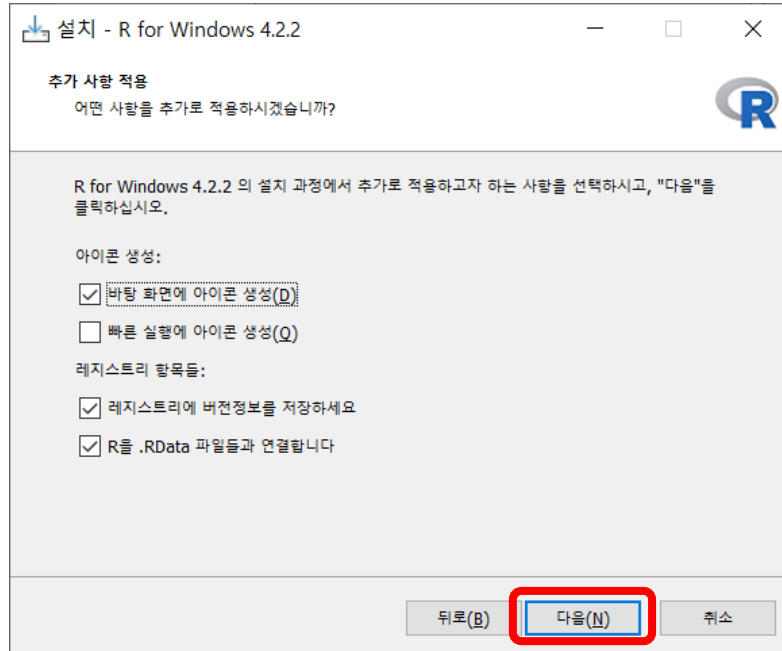 설치 - R for Windows 4.2.2
추가 사항 적용
어떤 사항을 추가로 적용하시겠습니까?
R
R for Windows 4.2.2 의 설치 과정에서 추가로 적용하고자 하는 사항을 선택하시고, "다음"을
클릭하십시오.
아이콘 생성:
바탕 화면에 아이콘 생성(D)
빠른 실행에 아이콘 생성(Q)
레지스트리 항목들:
레지스트리에 버전정보를 저장하세요
R을 .RData 파일들과 연결합니다
뒤로(B) 다음(N) 취소